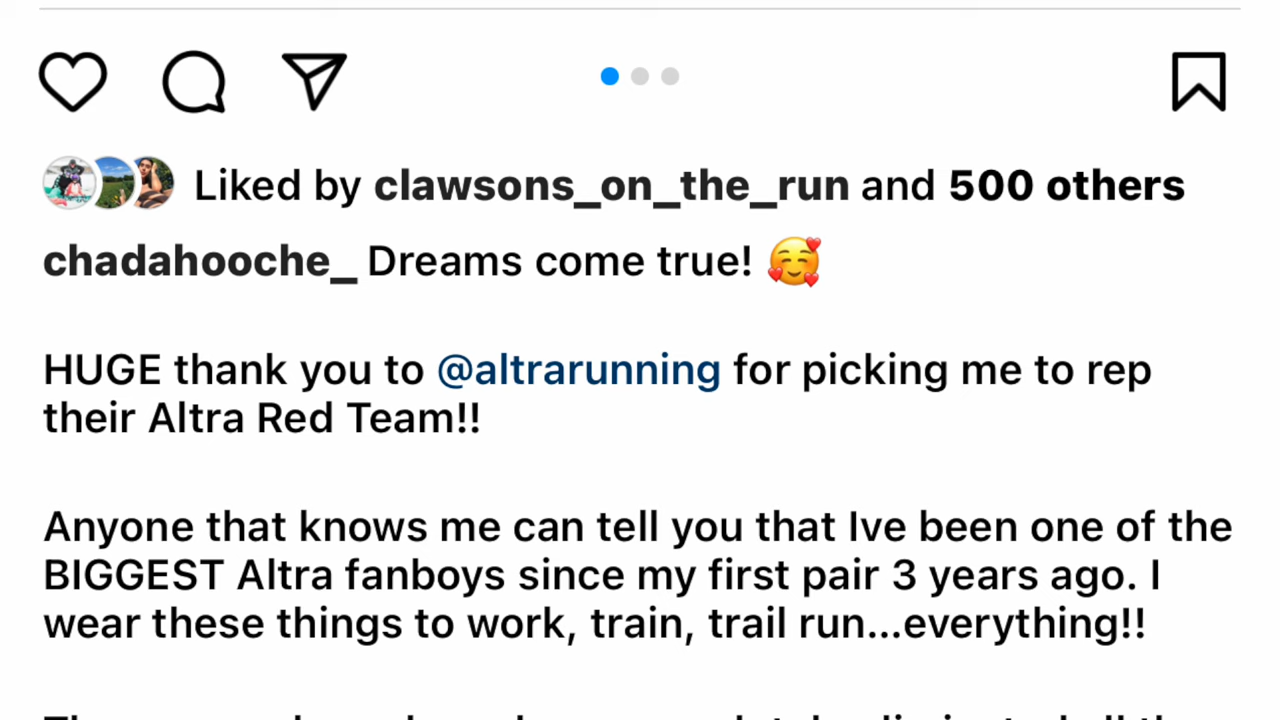 Liked by clawsons_on_the_run and 500 others
chadahooche_ Dreams come true! 🥰
HUGE thank you to @altrarunning for picking me to rep
their Altra Red Team!!
Anyone that knows me can tell you that Ive been one of the
BIGGEST Altra fanboys since my first pair 3 years ago. I
wear these things to work, train, trail run...everything!!